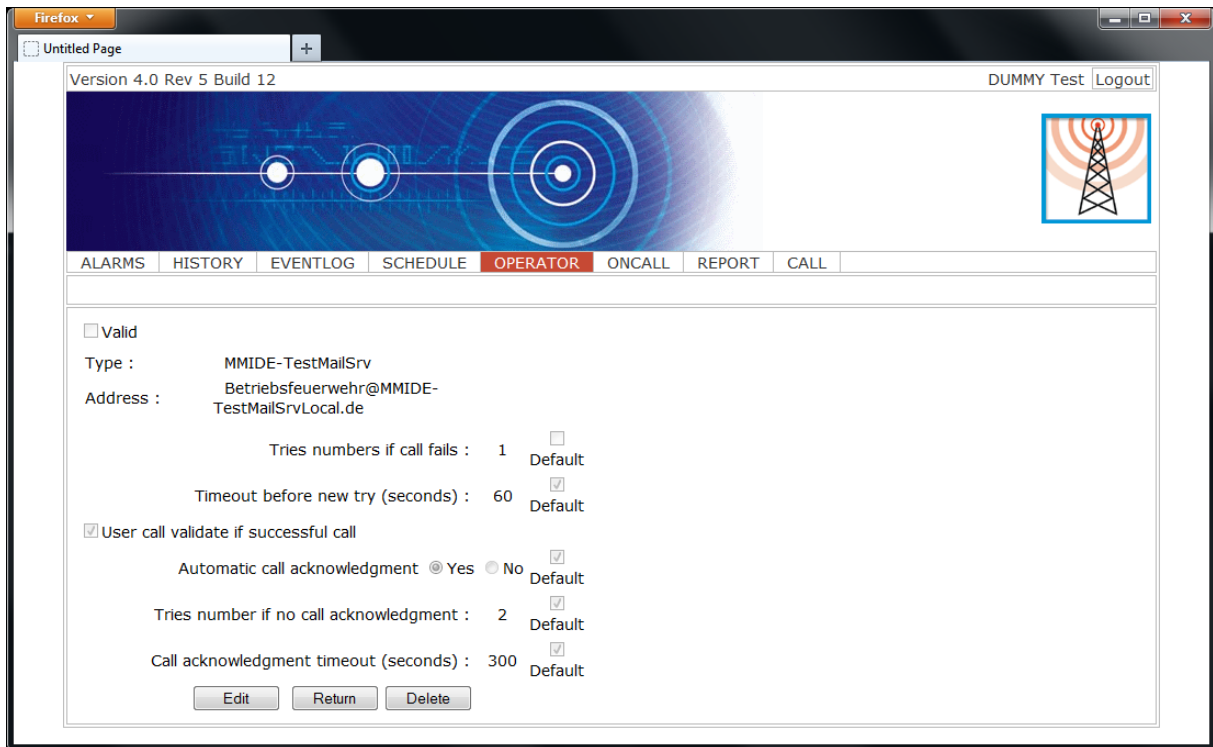 Firefox
Untitled Page
Version 4.0 Rev 5 Build 12 DUMMY Test Logout
ALARMS HISTORY EVENTLOG SCHEDULE OPERATOR ONCALL REPORT CALL
Valid
Type : MMIDE-TestMailSrv
Address : Betriebsfeuerwehr@MMIDE-
TestMailSrvLocal.de
Tries numbers if call fails : 1 Default
Timeout before new try (seconds) : 60 Default
User call validate if successful call
Automatic call acknowledgment Yes No Default
Tries number if no call acknowledgment : 2 Default
Call acknowledgment timeout (seconds) : 300 Default
Edit Return Delete